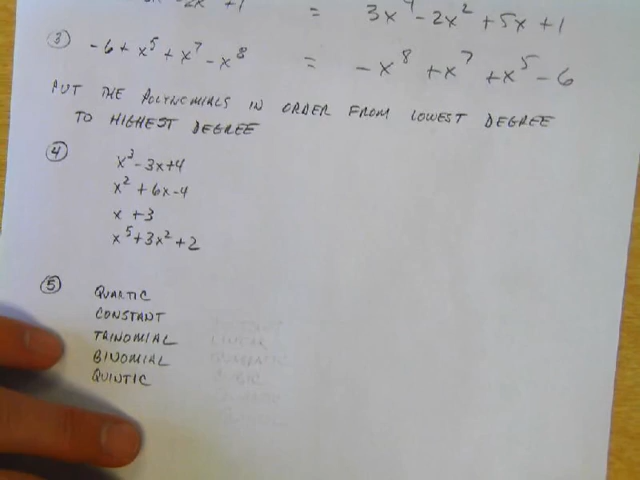 -2x² +1 = 3x⁴ - 2x² + 5x + 1
③ -6 + x⁵ + x⁷ - x⁸ = -x⁸ + x⁷ + x⁵ - 6
PUT THE POLYNOMIALS IN ORDER FROM LOWEST DEGREE
TO HIGHEST DEGREE
④ x³ - 3x + 4
x² + 6x - 4
x + 3
x⁵ + 3x² + 2
⑤ QUARTIC
CONSTANT
TRINOMIAL
BINOMIAL
QUINTIC